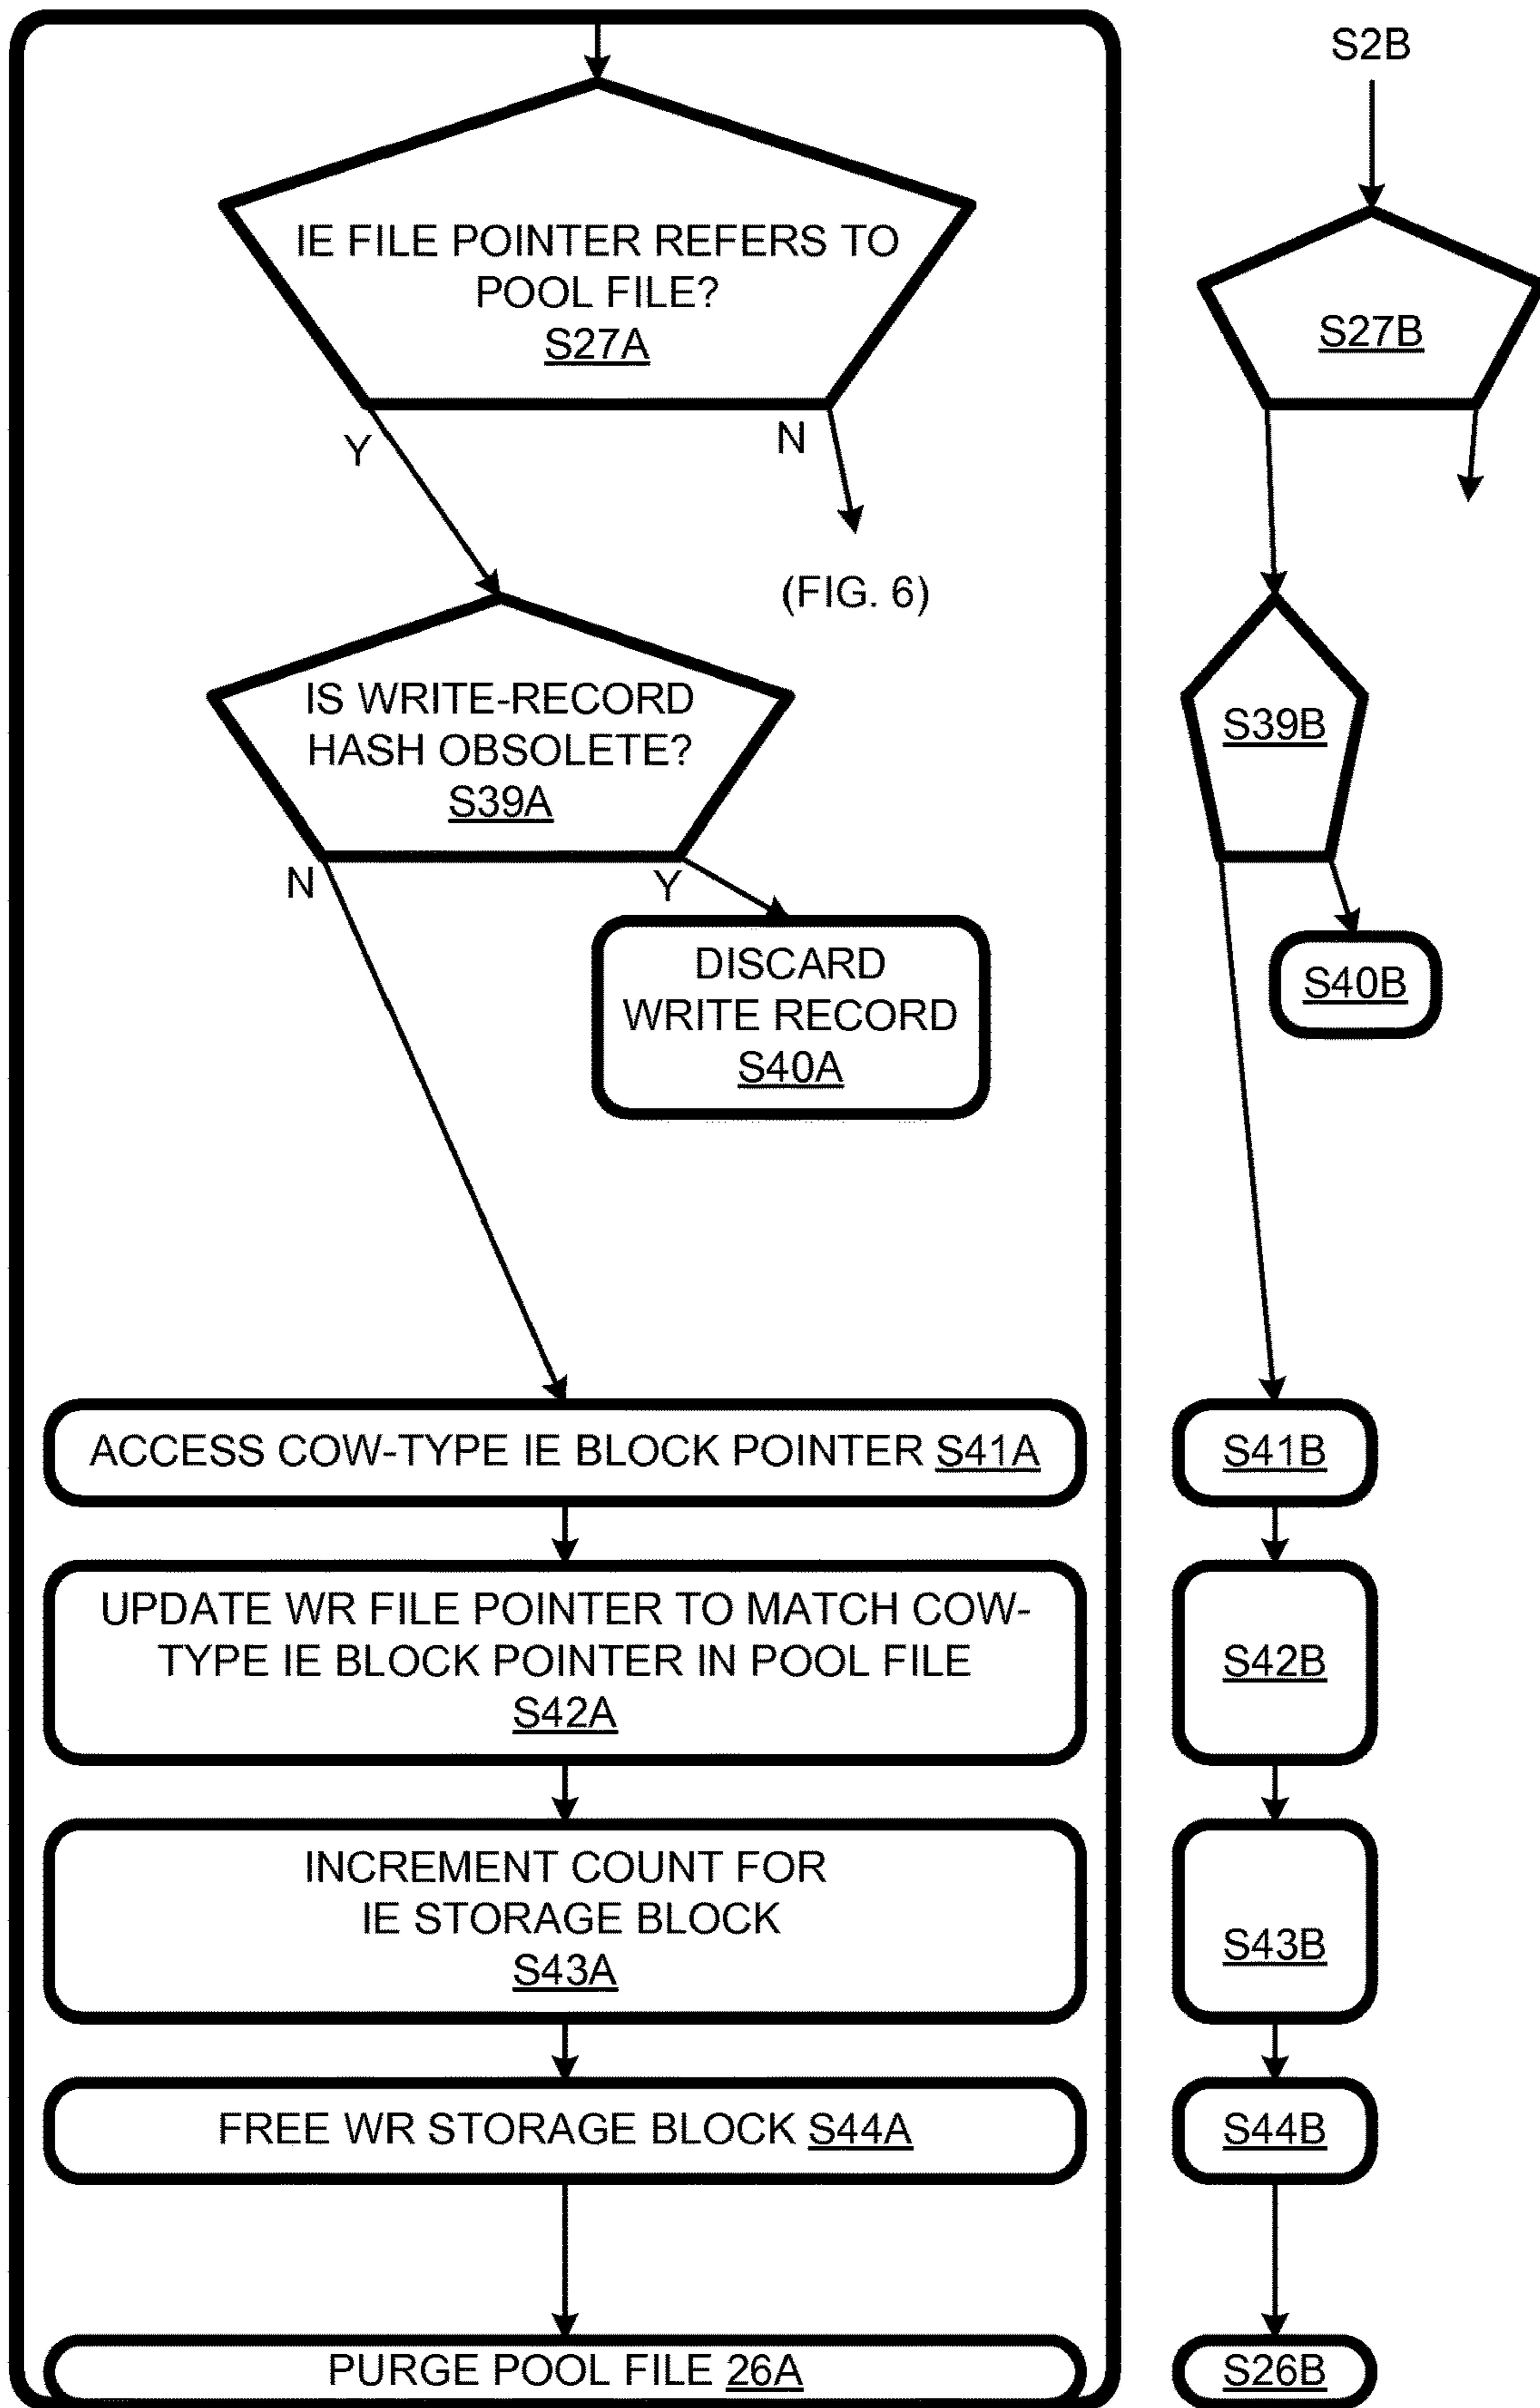 IE FILE POINTER REFERS TO
POOL FILE?
S27A
Y
N
(FIG. 6)
IS WRITE-RECORD
HASH OBSOLETE?
S39A
N
Y
DISCARD
WRITE RECORD
S40A
ACCESS COW-TYPE IE BLOCK POINTER S41A
UPDATE WR FILE POINTER TO MATCH COW-
TYPE IE BLOCK POINTER IN POOL FILE
S42A
INCREMENT COUNT FOR
IE STORAGE BLOCK
S43A
FREE WR STORAGE BLOCK S44A
PURGE POOL FILE 26A
S2B
S27B
S39B
S40B
S41B
S42B
S43B
S44B
S26B